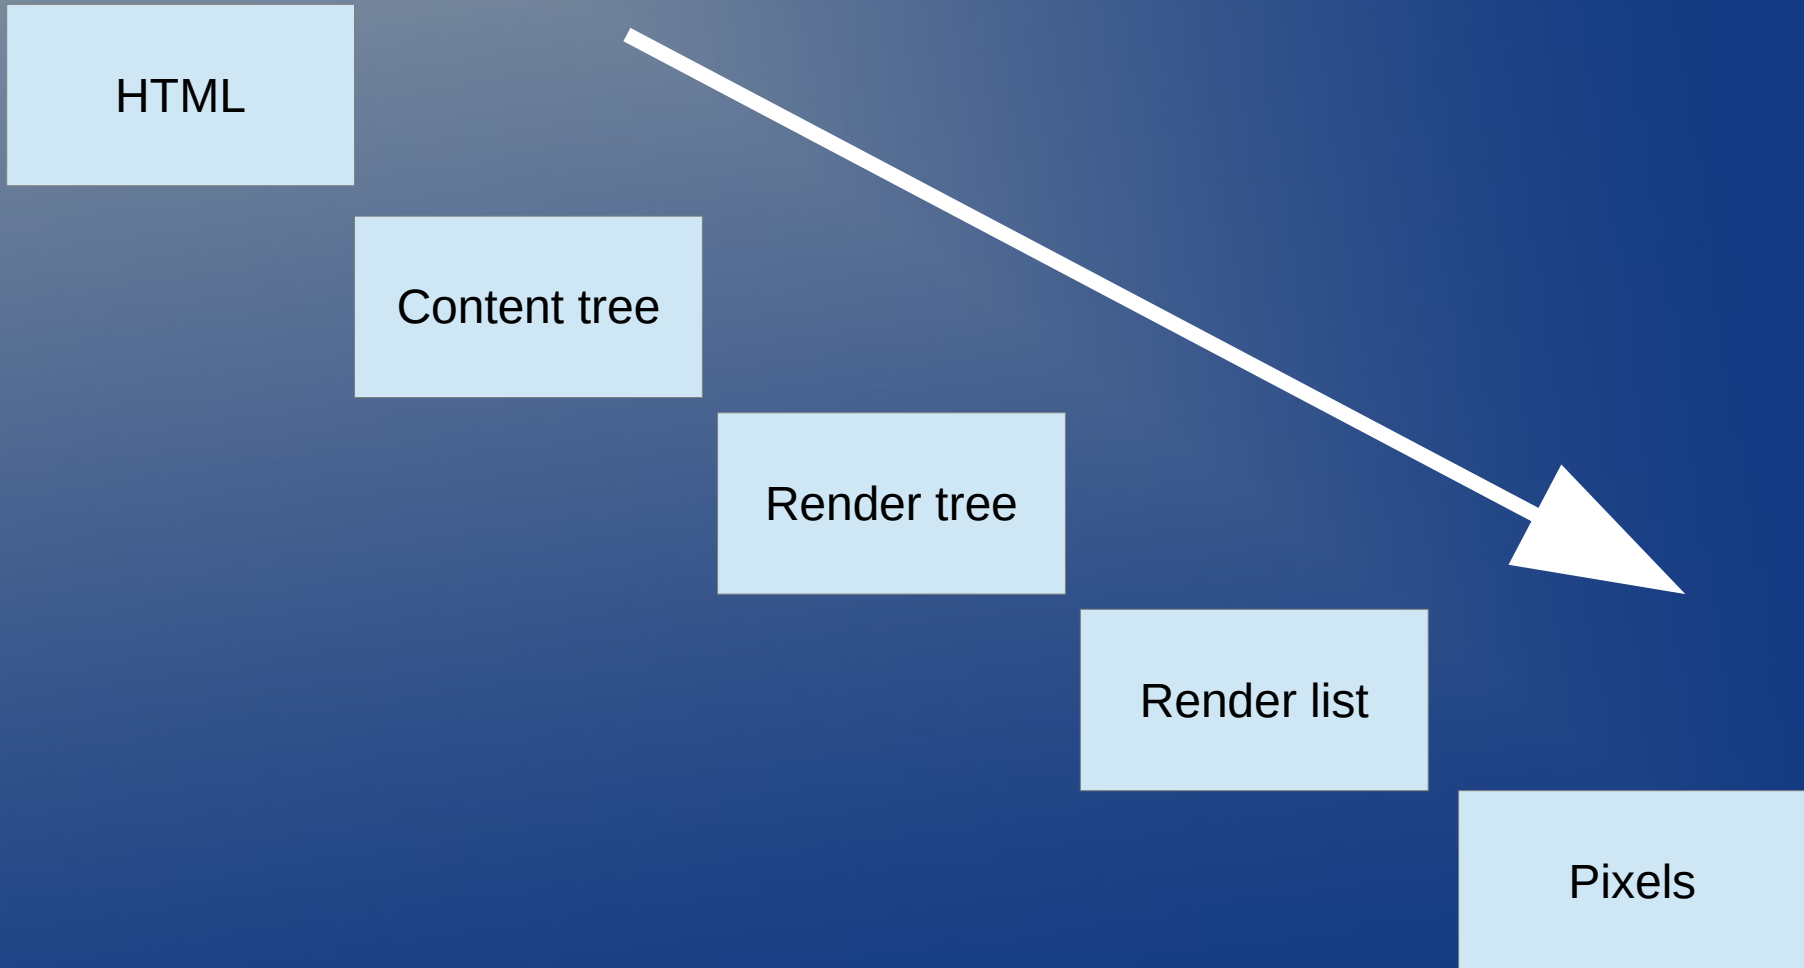 HTML
Content tree
Render tree
Render list
Pixels